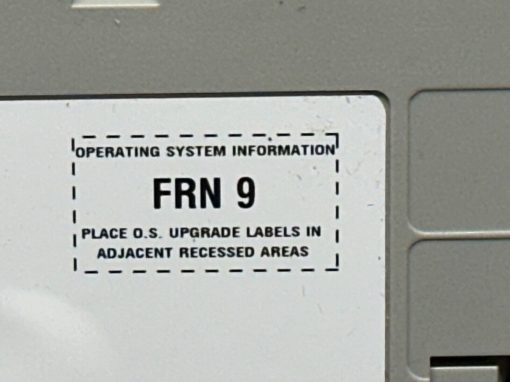 OPERATING SYSTEM INFORMATION
FRN 9
PLACE O.S. UPGRADE LABELS IN
ADJACENT RECESSED AREAS